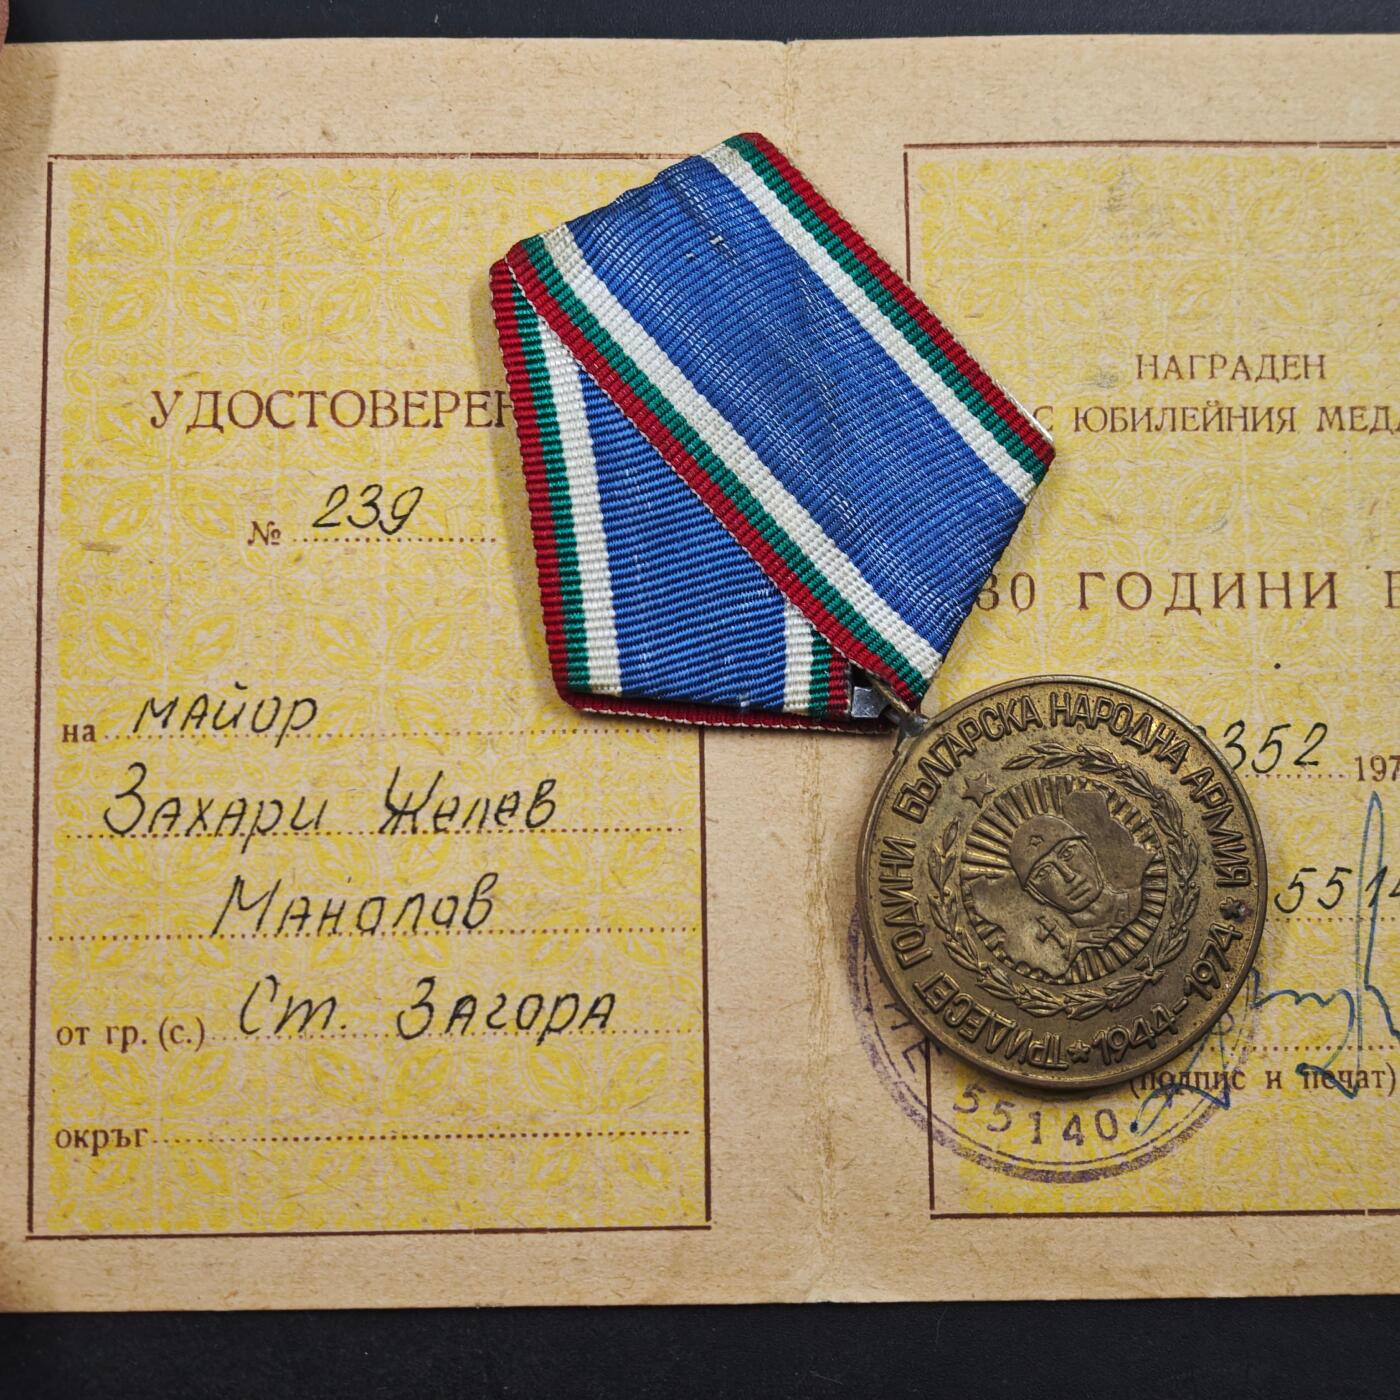 УДОСТОВЕРЕН
№ 239
на майор
Захари Желев
Манолов
от гр. (с.) Ст. Загора
окръг
НАГРАДЕН
С ЮБИЛЕЙНИЯ МЕДА
30 ГОДИНИ Б
352 197
551
(подпис и печат)
55140
ТРИДЕСЕТ ГОДИНИ БЪЛГАРСКА НАРОДНА АРМИЯ
1944-1974